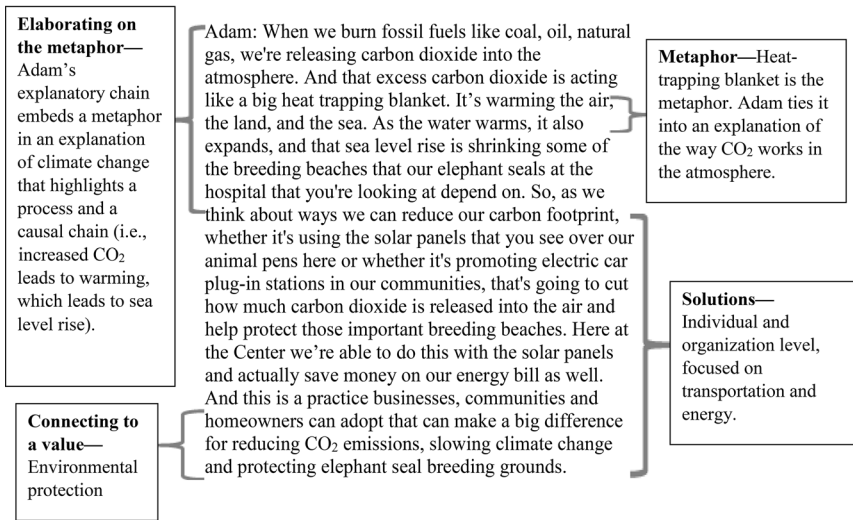 Elaborating on
the metaphor—
Adam’s
explanatory chain
embeds a metaphor
in an explanation
of climate change
that highlights a
process and a
causal chain (i.e.,
increased CO₂
leads to warming,
which leads to sea
level rise).
Connecting to
a value—
Environmental
protection
Adam: When we burn fossil fuels like coal, oil, natural
gas, we're releasing carbon dioxide into the
atmosphere. And that excess carbon dioxide is acting
like a big heat trapping blanket. It’s warming the air,
the land, and the sea. As the water warms, it also
expands, and that sea level rise is shrinking some of
the breeding beaches that our elephant seals at the
hospital that you're looking at depend on. So, as we
think about ways we can reduce our carbon footprint,
whether it's using the solar panels that you see over our
animal pens here or whether it's promoting electric car
plug-in stations in our communities, that's going to cut
how much carbon dioxide is released into the air and
help protect those important breeding beaches. Here at
the Center we’re able to do this with the solar panels
and actually save money on our energy bill as well.
And this is a practice businesses, communities and
homeowners can adopt that can make a big difference
for reducing CO₂ emissions, slowing climate change
and protecting elephant seal breeding grounds.
Metaphor—Heat-
trapping blanket is the
metaphor. Adam ties it
into an explanation of
the way CO₂ works in
the atmosphere.
Solutions—
Individual and
organization level,
focused on
transportation and
energy.